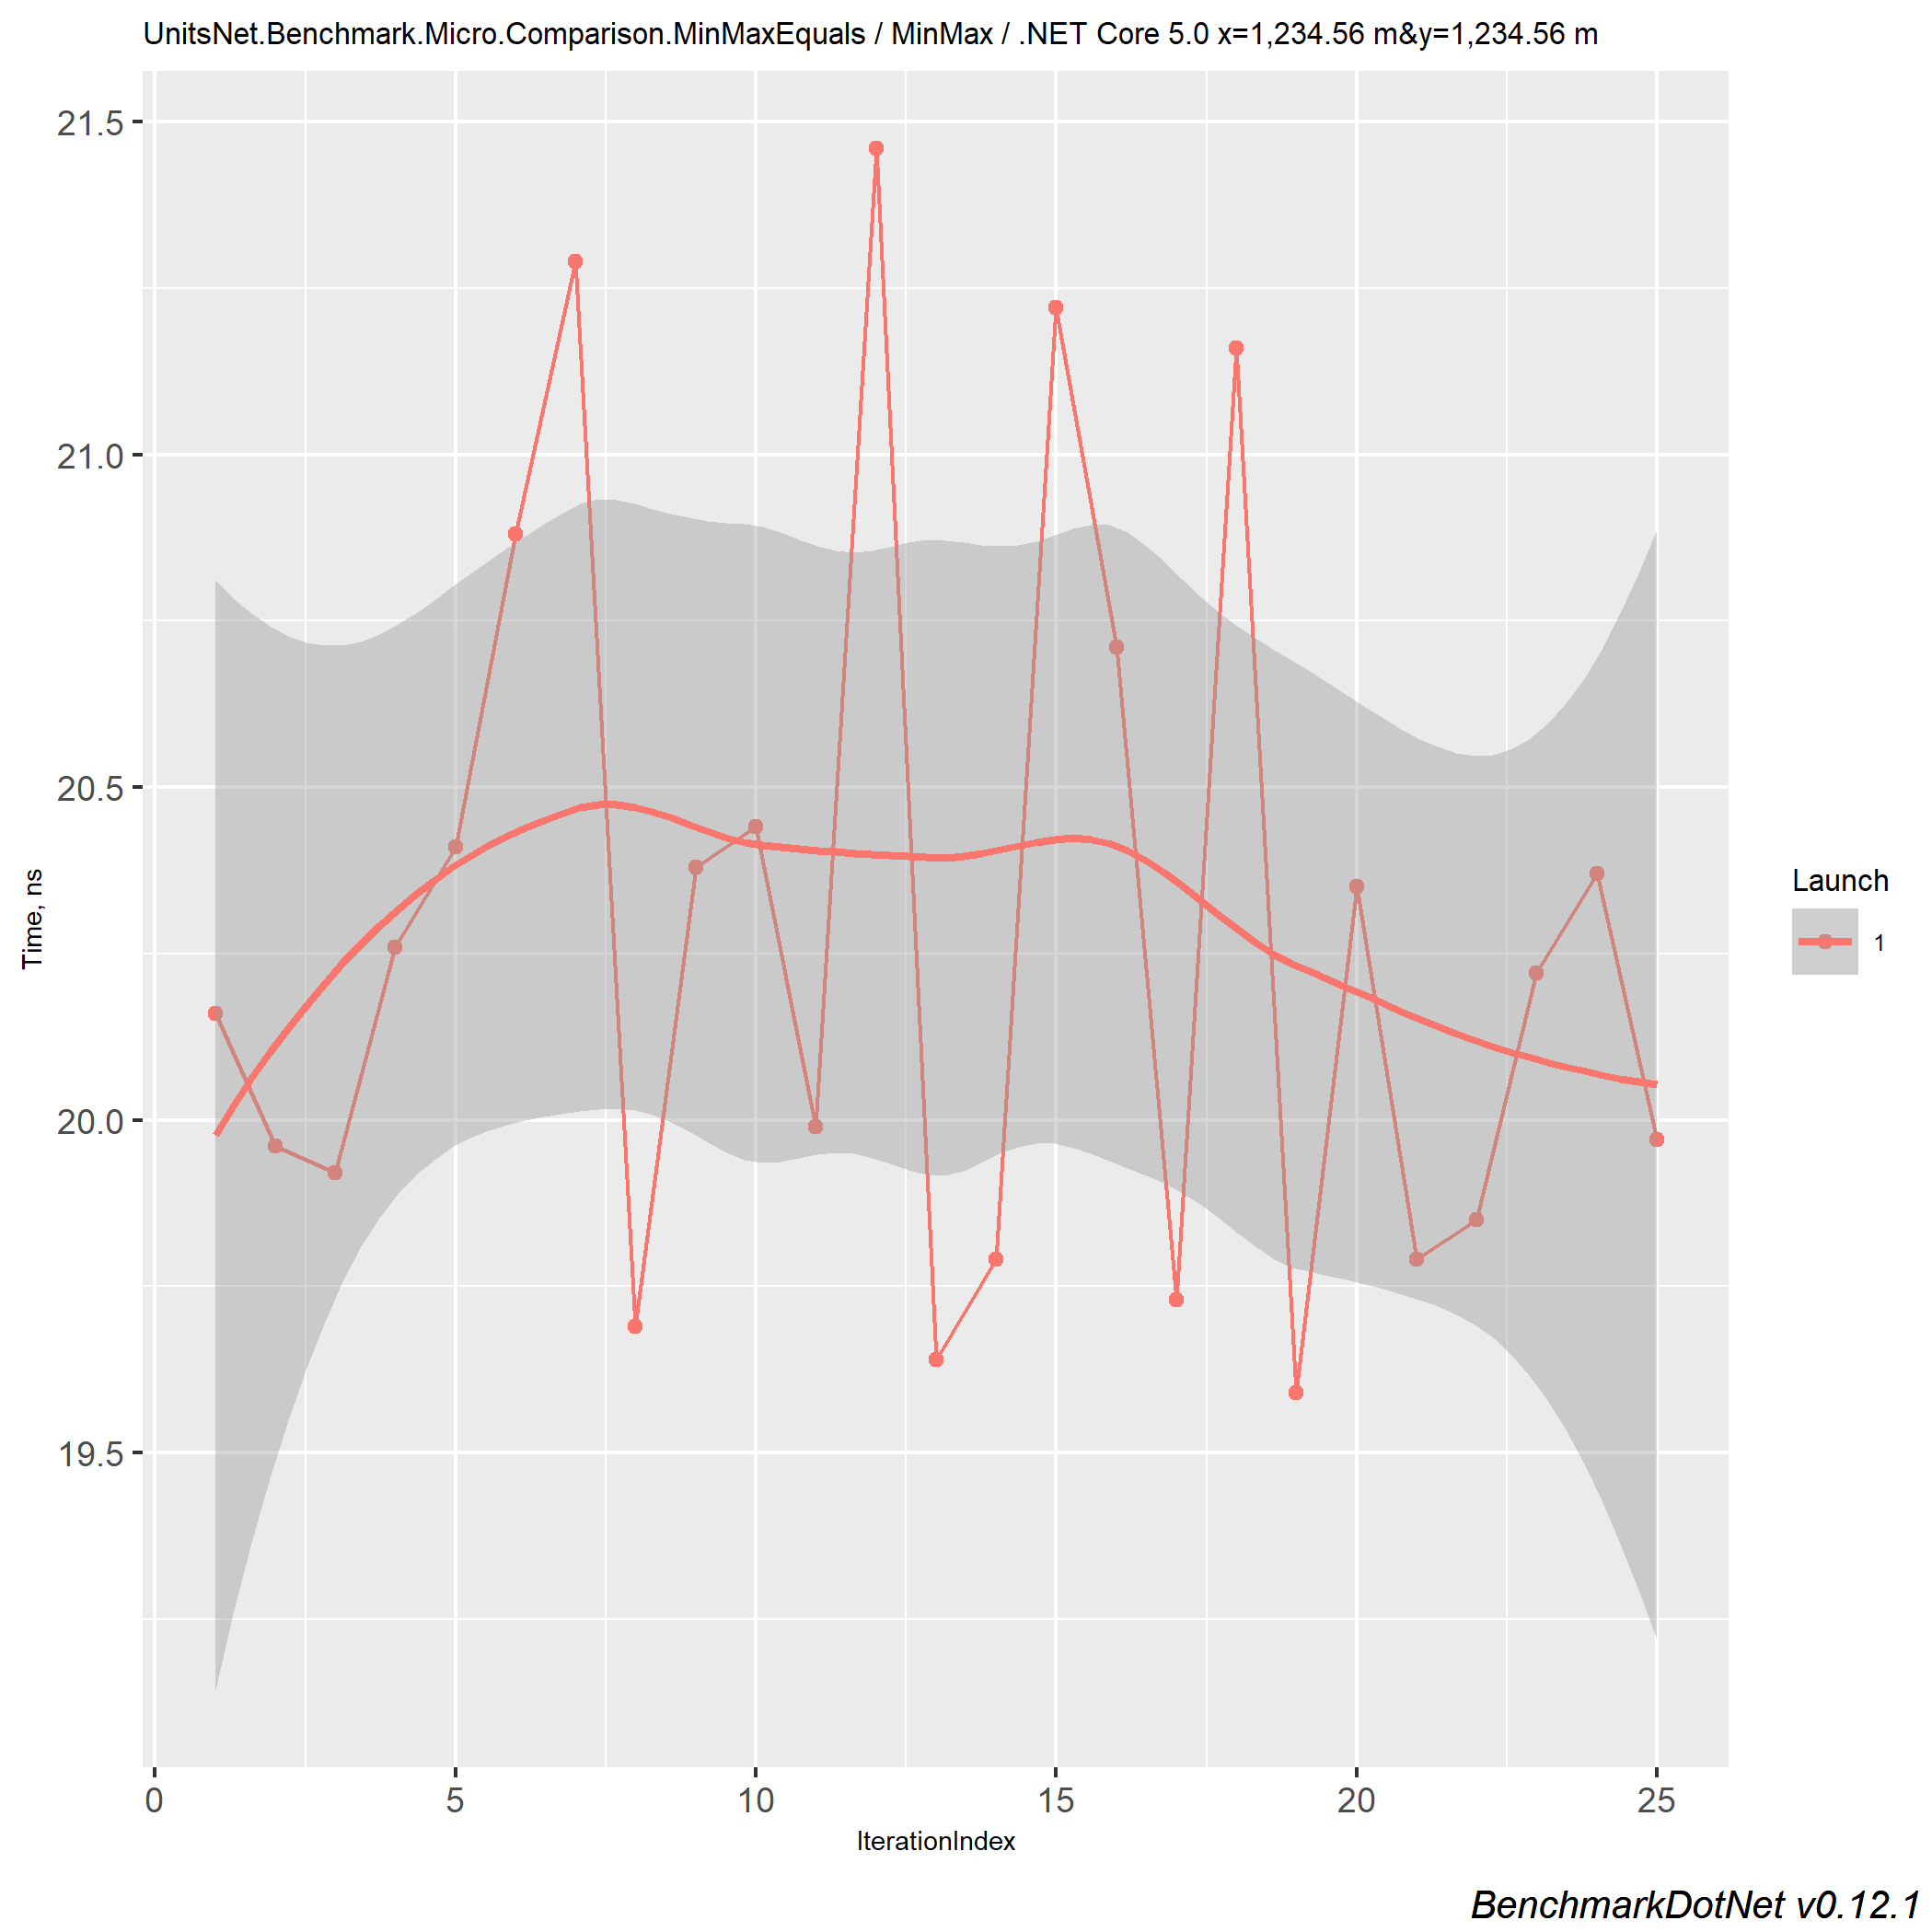 UnitsNet.Benchmark.Micro.Comparison.MinMaxEquals / MinMax / .NET Core 5.0 x=1,234.56 m&y=1,234.56 m
21.5
21.0
20.5
20.0
19.5
Time, ns
0 5 10 15 20 25
IterationIndex
Launch
1
BenchmarkDotNet v0.12.1